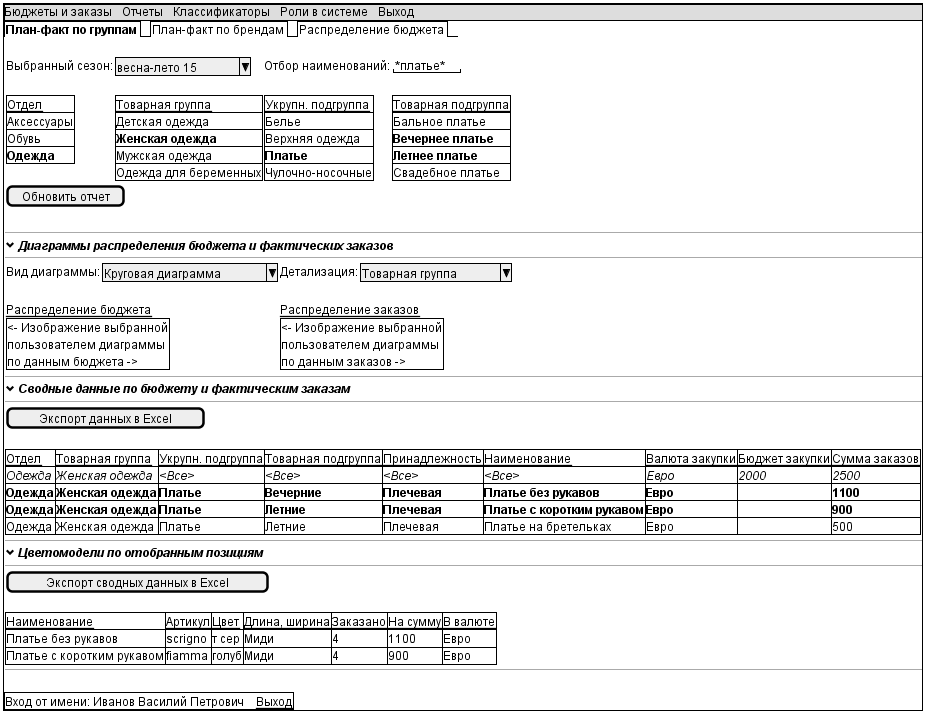 Бюджеты и заказы Отчеты Классификаторы Роли в системе Выход
План-факт по группам План-факт по брендам Распределение бюджета
Выбранный сезон: весна-лето 15 Отбор наименований: *платье*
Отдел Товарная группа Укрупн. подгруппа Товарная подгруппа
Аксессуары Детская одежда Белье Бальное платье
Обувь Женская одежда Верхняя одежда Вечернее платье
Одежда Мужская одежда Платье Летнее платье
Одежда для беременных Чулочно-носочные Свадебное платье
Обновить отчет
Диаграммы распределения бюджета и фактических заказов
Вид диаграммы: Круговая диаграмма Детализация: Товарная группа
Распределение бюджета Распределение заказов
<- Изображение выбранной <- Изображение выбранной
пользователем диаграммы пользователем диаграммы
по данным бюджета -> по данным заказов ->
Сводные данные по бюджету и фактическим заказам
Экспорт данных в Excel
Отдел Товарная группа Укрупн. подгруппа Товарная подгруппа Принадлежность Наименование Валюта закупки Бюджет закупки Сумма заказов
Одежда Женская одежда <Все> <Все> <Все> <Все> Евро 2000 2500
Одежда Женская одежда Платье Вечерние Плечевая Платье без рукавов Евро 1100
Одежда Женская одежда Платье Летние Плечевая Платье с коротким рукавом Евро 900
Одежда Женская одежда Платье Летние Плечевая Платье на бретельках Евро 500
Цветомодели по отобранным позициям
Экспорт сводных данных в Excel
Наименование Артикул Цвет Длина, ширина Заказано На сумму В валюте
Платье без рукавов scrigno т сер Миди 4 1100 Евро
Платье с коротким рукавом fiamma голуб Миди 4 900 Евро
Вход от имени: Иванов Василий Петрович Выход